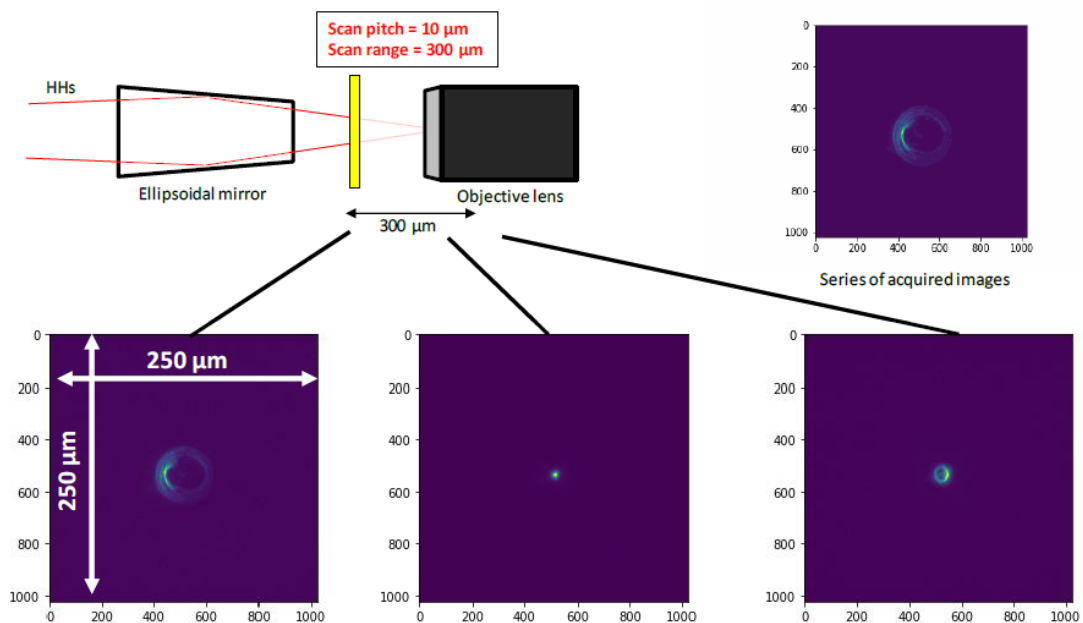 Scan pitch = 10 µm
Scan range = 300 µm
HHs
Ellipsoidal mirror
Objective lens
300 µm
0
200
400
600
800
1000
0 200 400 600 800 1000
Series of acquired images
0
200
400
600
800
1000
0 200 400 600 800 1000
250 µm
250 µm
0
200
400
600
800
1000
0 200 400 600 800 1000
0
200
400
600
800
1000
0 200 400 600 800 1000